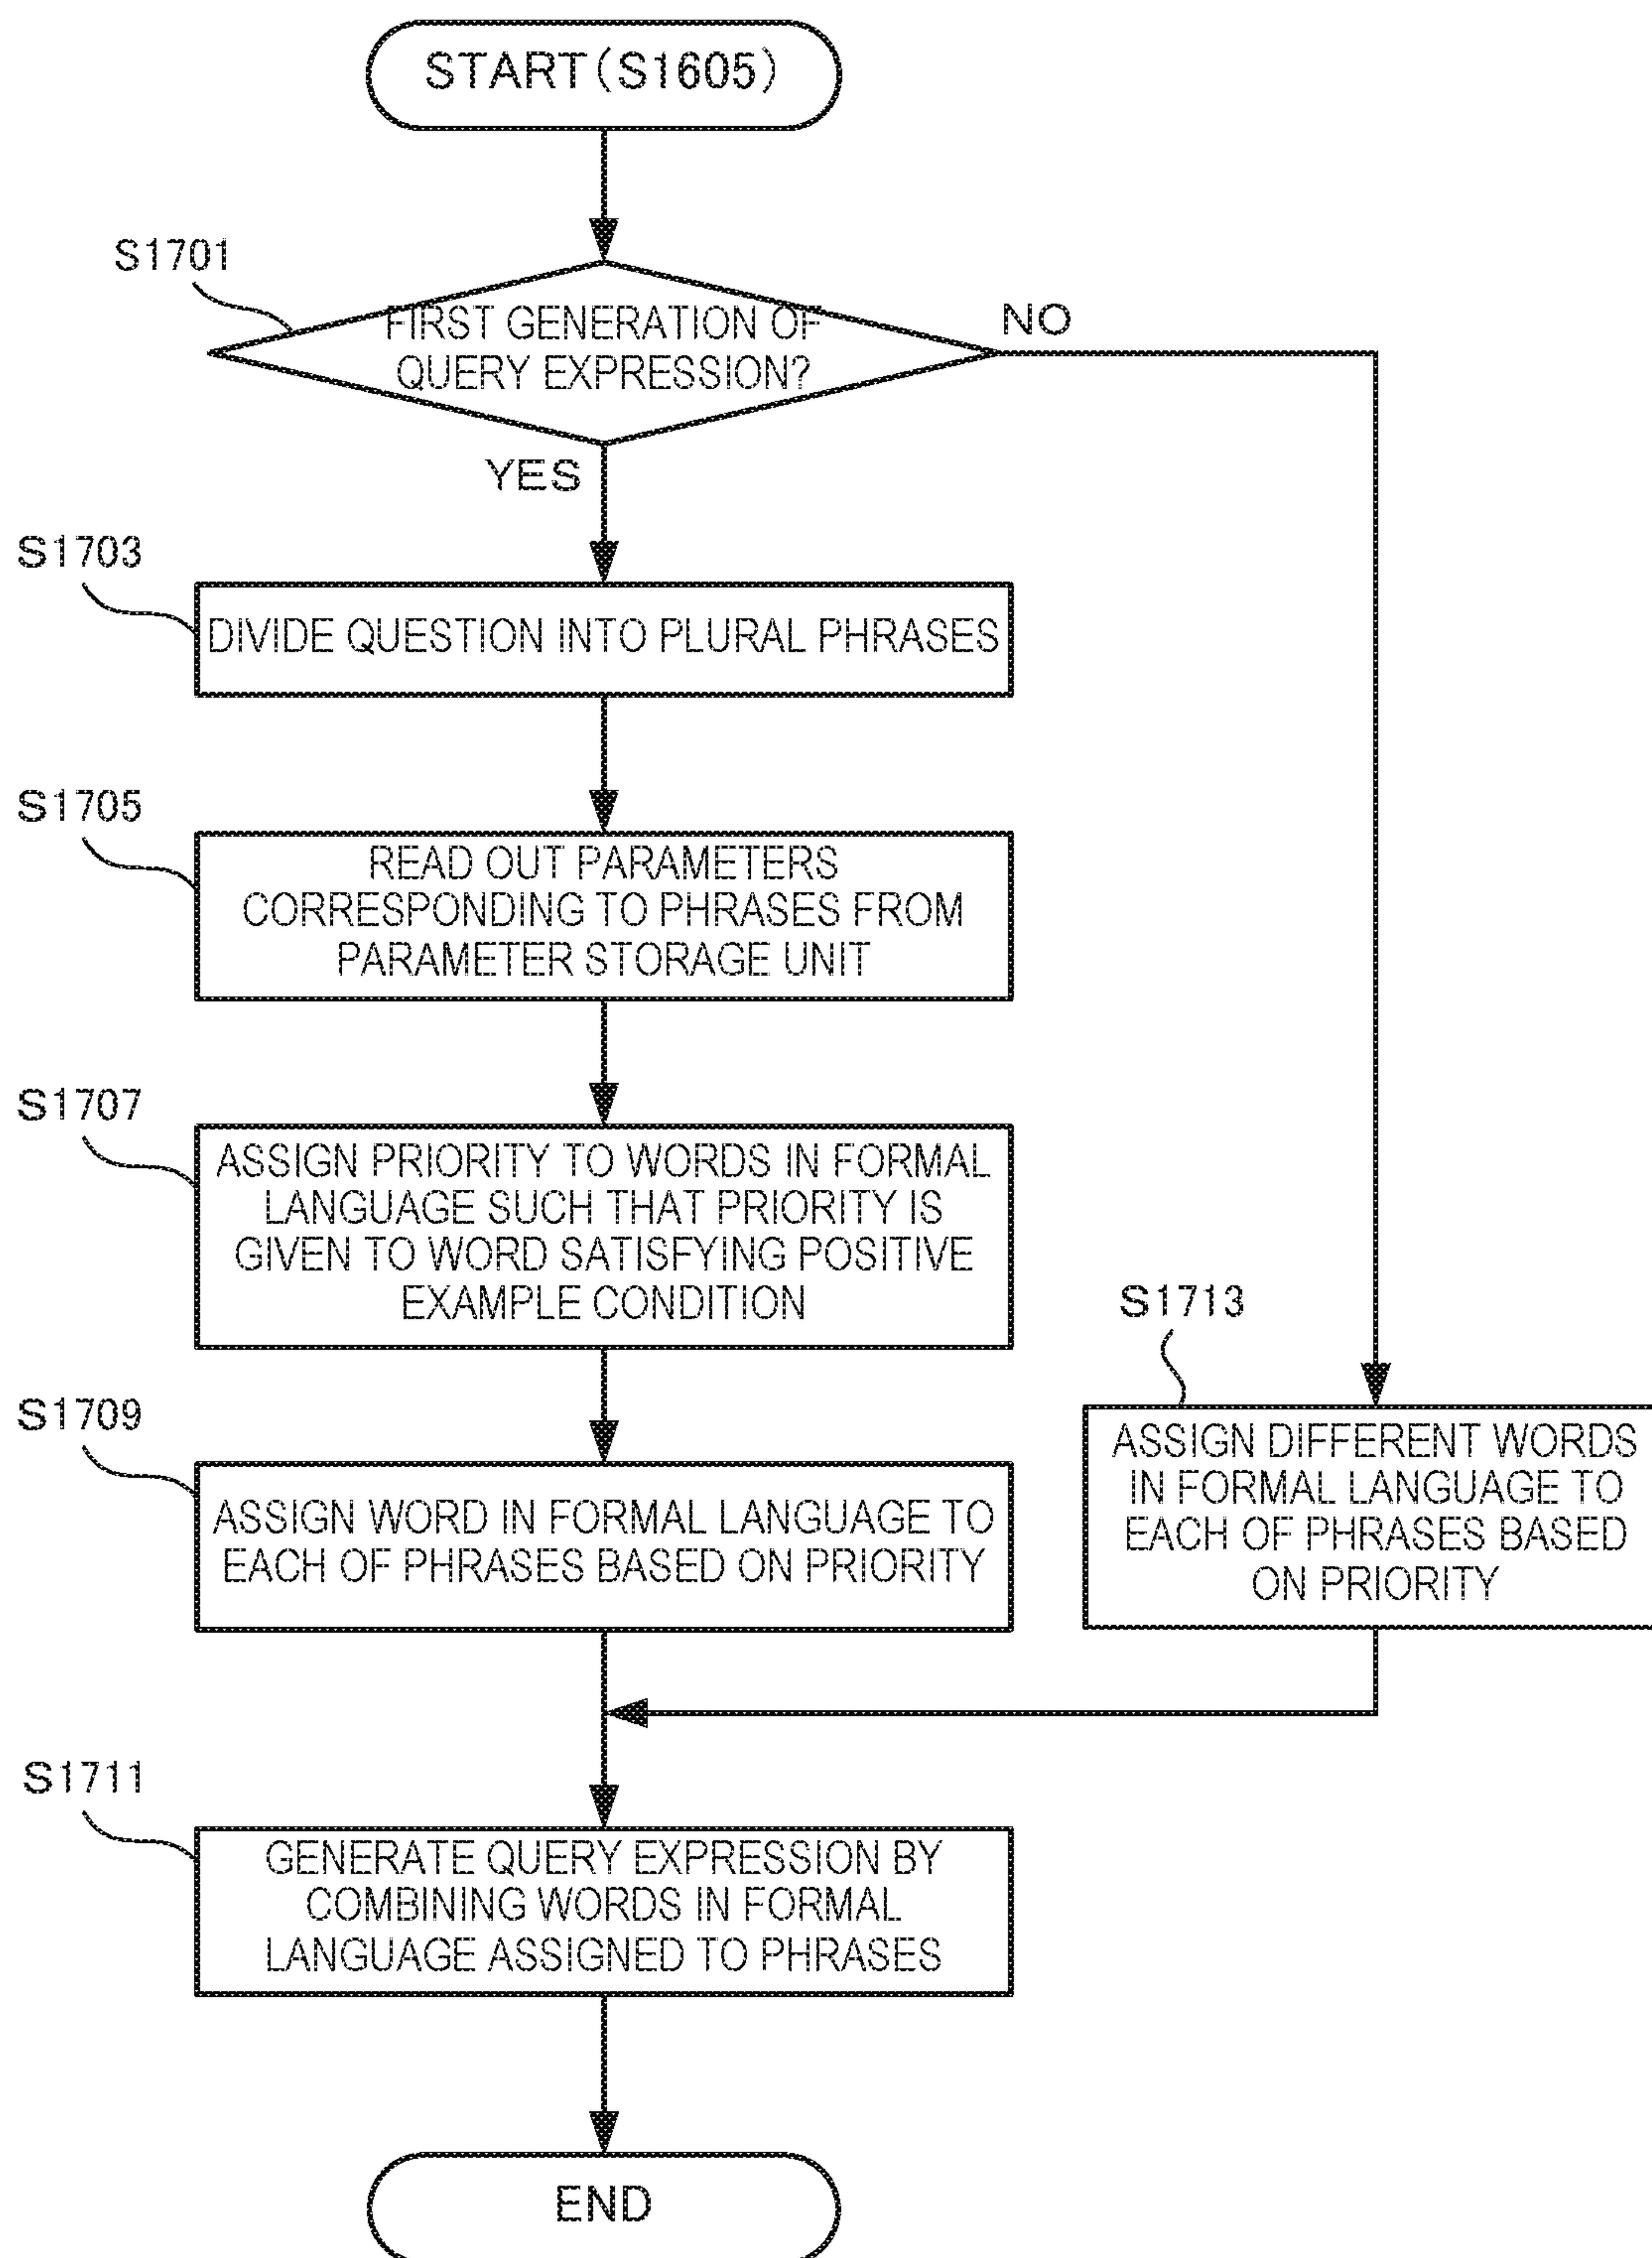 START(S1605)
S1701
FIRST GENERATION OF
QUERY EXPRESSION?
NO
YES
S1703
DIVIDE QUESTION INTO PLURAL PHRASES
S1705
READ OUT PARAMETERS
CORRESPONDING TO PHRASES FROM
PARAMETER STORAGE UNIT
S1707
ASSIGN PRIORITY TO WORDS IN FORMAL
LANGUAGE SUCH THAT PRIORITY IS
GIVEN TO WORD SATISFYING POSITIVE
EXAMPLE CONDITION
S1709
ASSIGN WORD IN FORMAL LANGUAGE TO
EACH OF PHRASES BASED ON PRIORITY
S1713
ASSIGN DIFFERENT WORDS
IN FORMAL LANGUAGE TO
EACH OF PHRASES BASED
ON PRIORITY
S1711
GENERATE QUERY EXPRESSION BY
COMBINING WORDS IN FORMAL
LANGUAGE ASSIGNED TO PHRASES
END